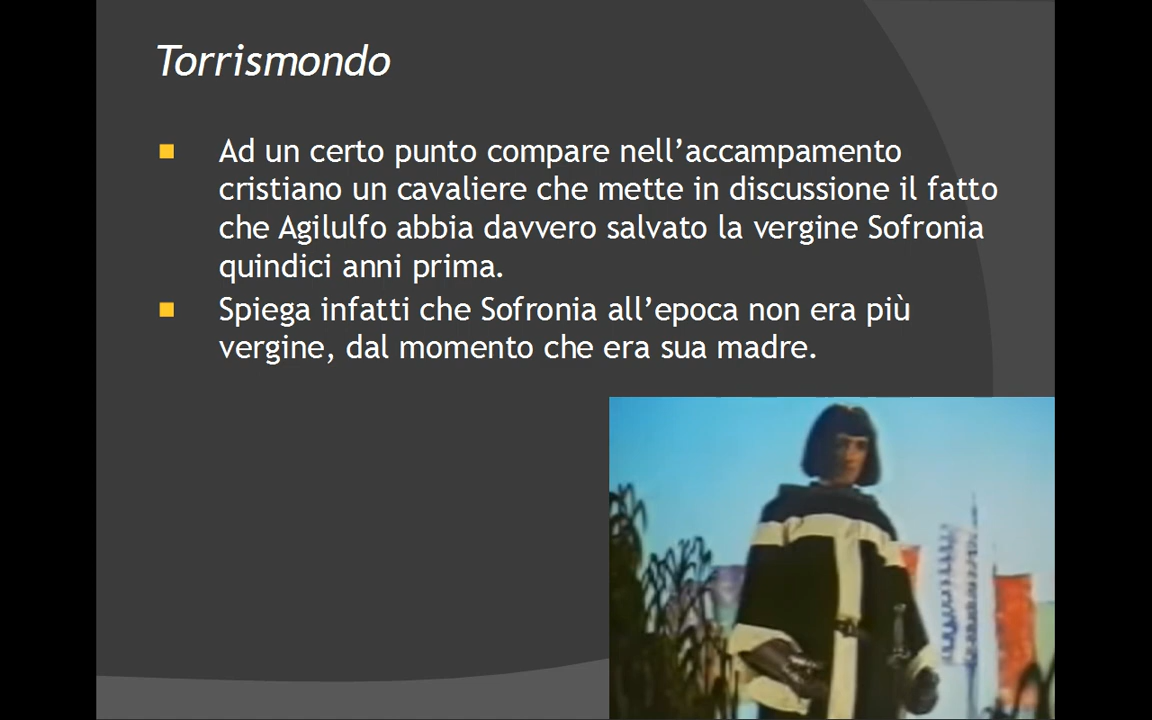 Torrismondo
Ad un certo punto compare nell’accampamento
cristiano un cavaliere che mette in discussione il fatto
che Agilulfo abbia davvero salvato la vergine Sofronia
quindici anni prima.
Spiega infatti che Sofronia all’epoca non era più
vergine, dal momento che era sua madre.